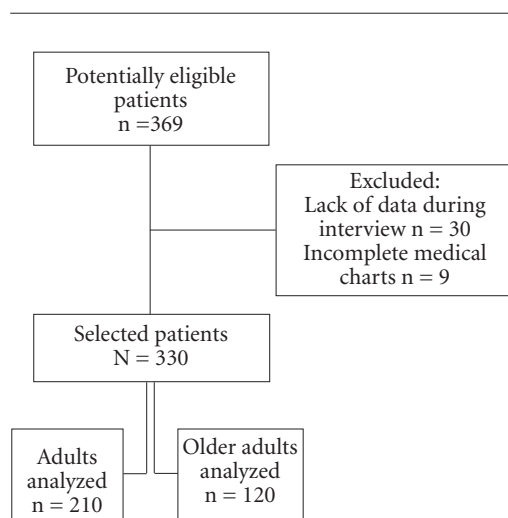 Potentially eligible
patients
n =369
Excluded:
Lack of data during
interview n = 30
Incomplete medical
charts n = 9
Selected patients
N = 330
Adults
analyzed
n = 210
Older adults
analyzed
n = 120